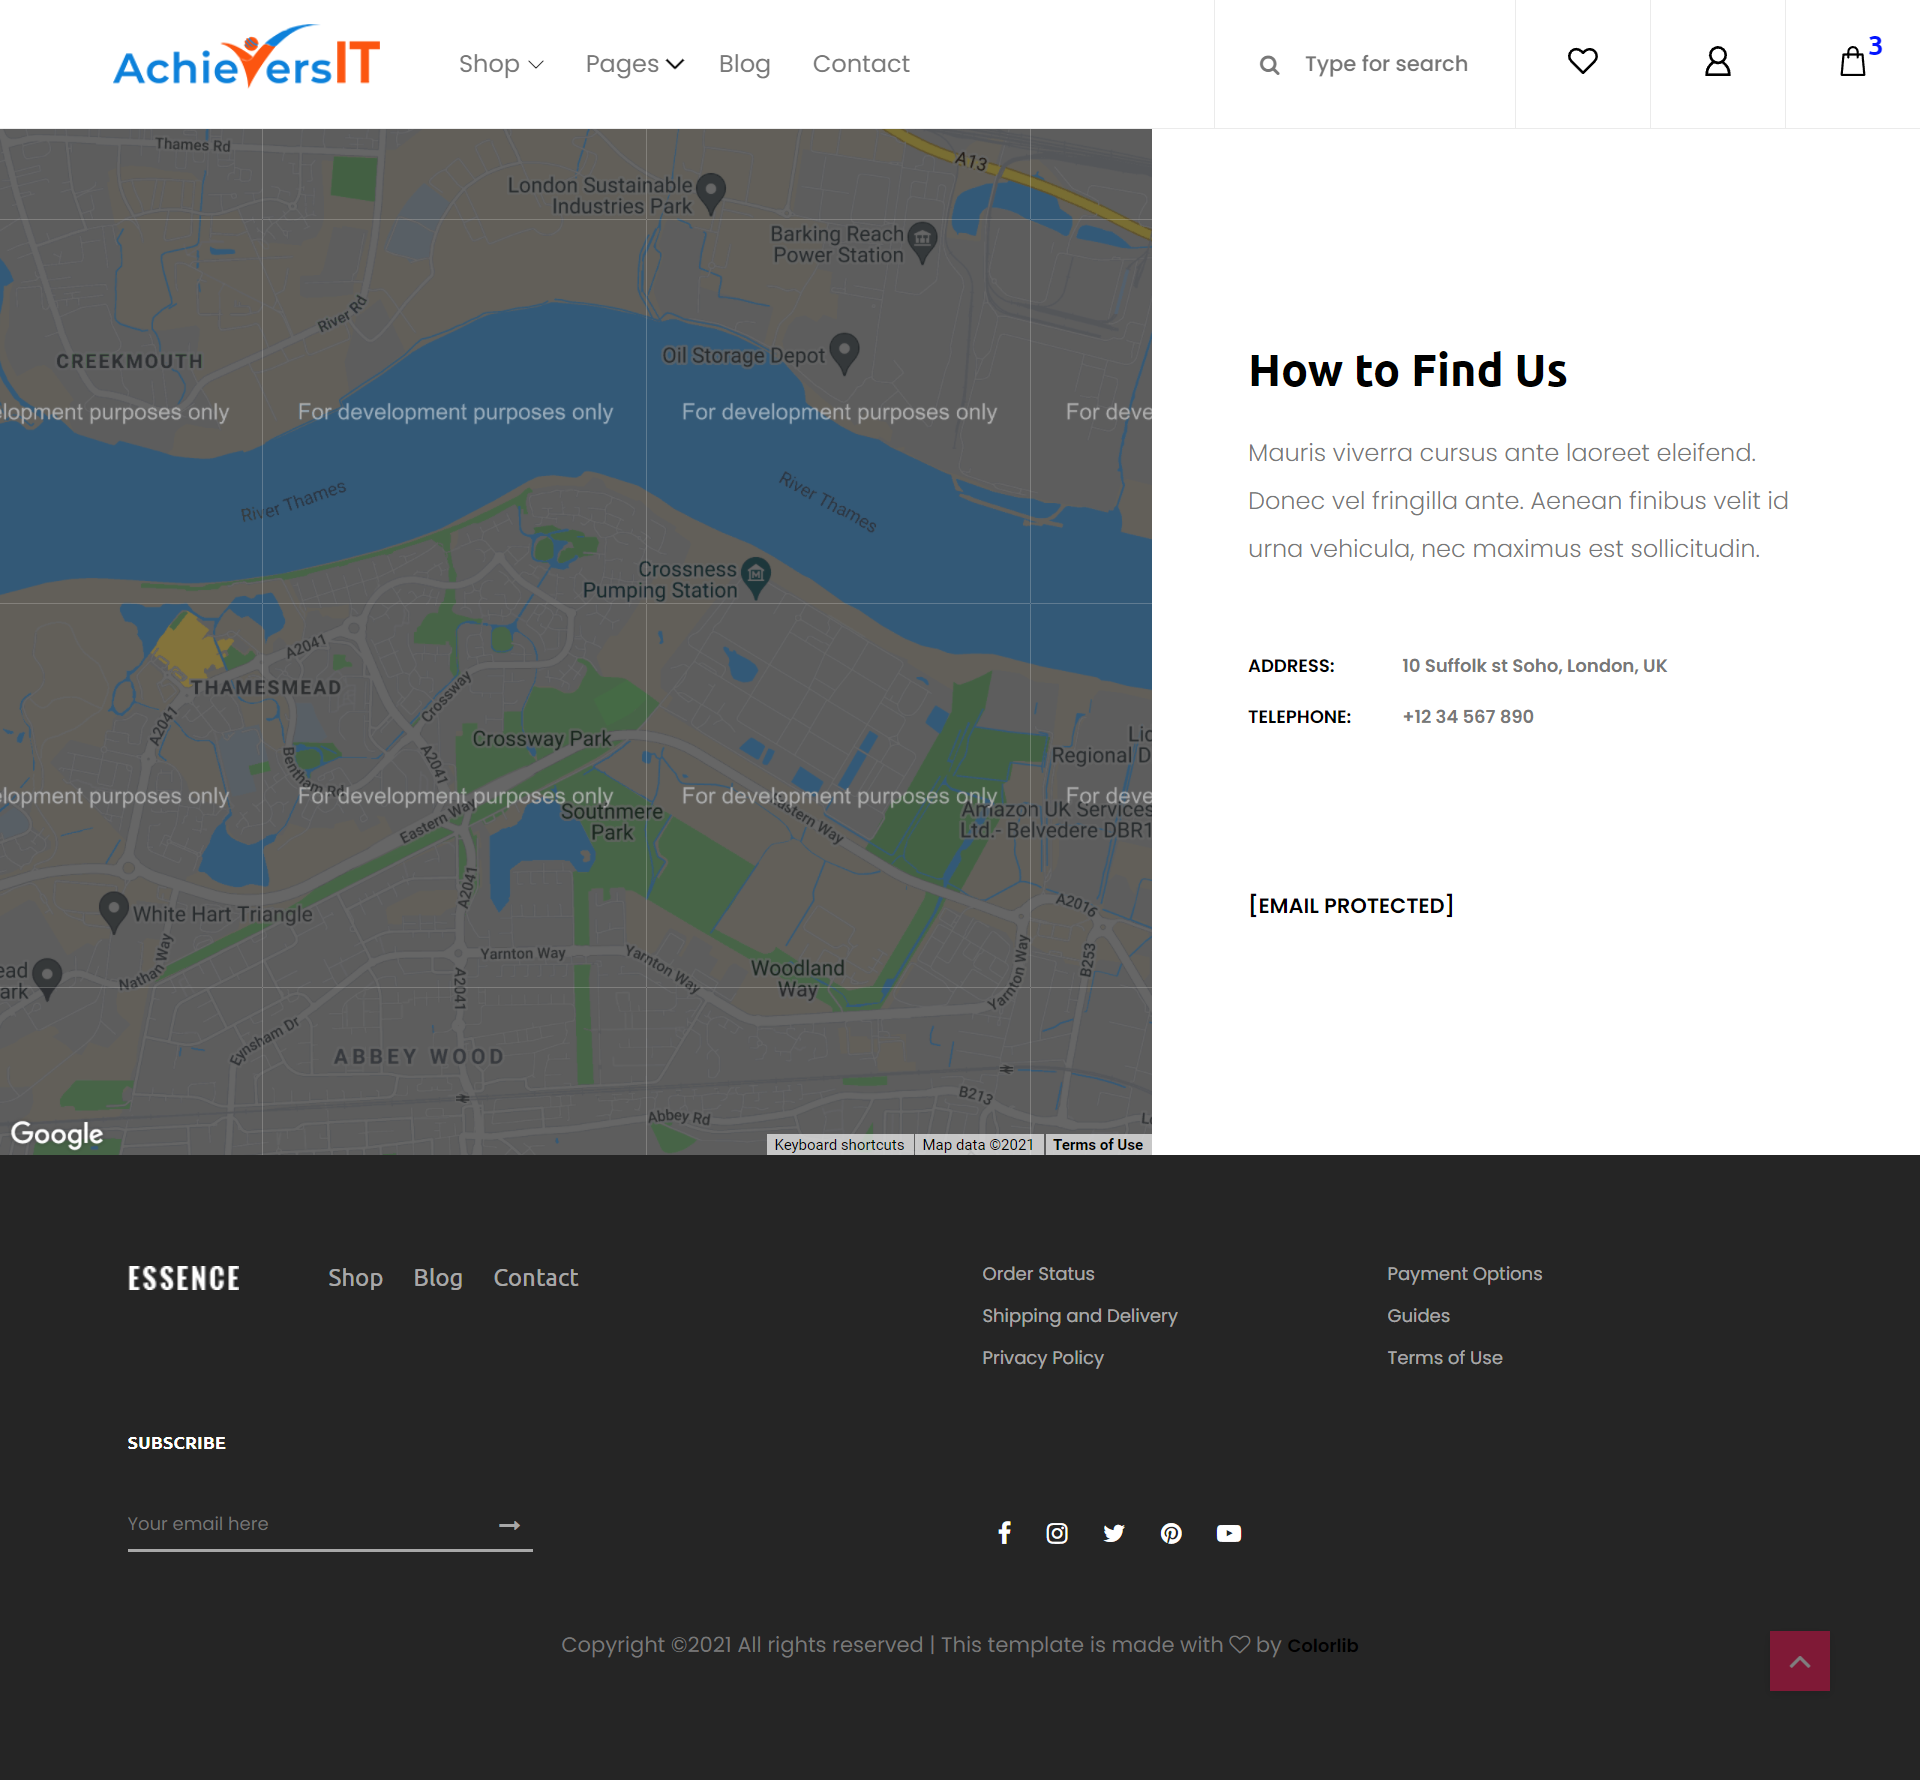 AchieversIT
Shop
Pages
Blog
Contact
Type for search
3
Thames Rd
A13
London Sustainable
Industries Park
Barking Reach
Power Station
River Rd
CREEKMOUTH
Oil Storage Depot
elopment purposes only
For development purposes only
For development purposes only
For deve
River Thames
River Thames
Crossness
Pumping Station
A2041
THAMESMEAD
Crossway
A2041
A2041
Crossway Park
Bentham Rd
Lid
Regional D
elopment purposes only
For development purposes only
For development purposes only
For deve
Eastern Way
Southmere
Park
Eastern Way
Amazon UK Services
Ltd.- Belvedere DBR1
A2041
A2016
White Hart Triangle
Nathan Way
Yarnton Way
Yarnton Way
Woodland
Way
Yarnton Way
B253
ead
ark
A2041
Eynsham Dr
ABBEY WOOD
B213
Abbey Rd
Google
Keyboard shortcuts
Map data ©2021
Terms of Use
How to Find Us
Mauris viverra cursus ante laoreet eleifend.
Donec vel fringilla ante. Aenean finibus velit id
urna vehicula, nec maximus est sollicitudin.
ADDRESS: 10 Suffolk st Soho, London, UK
TELEPHONE: +12 34 567 890
[EMAIL PROTECTED]
ESSENCE
Shop
Blog
Contact
Order Status
Shipping and Delivery
Privacy Policy
Payment Options
Guides
Terms of Use
SUBSCRIBE
Your email here
Copyright ©2021 All rights reserved | This template is made with ♡ by Colorlib